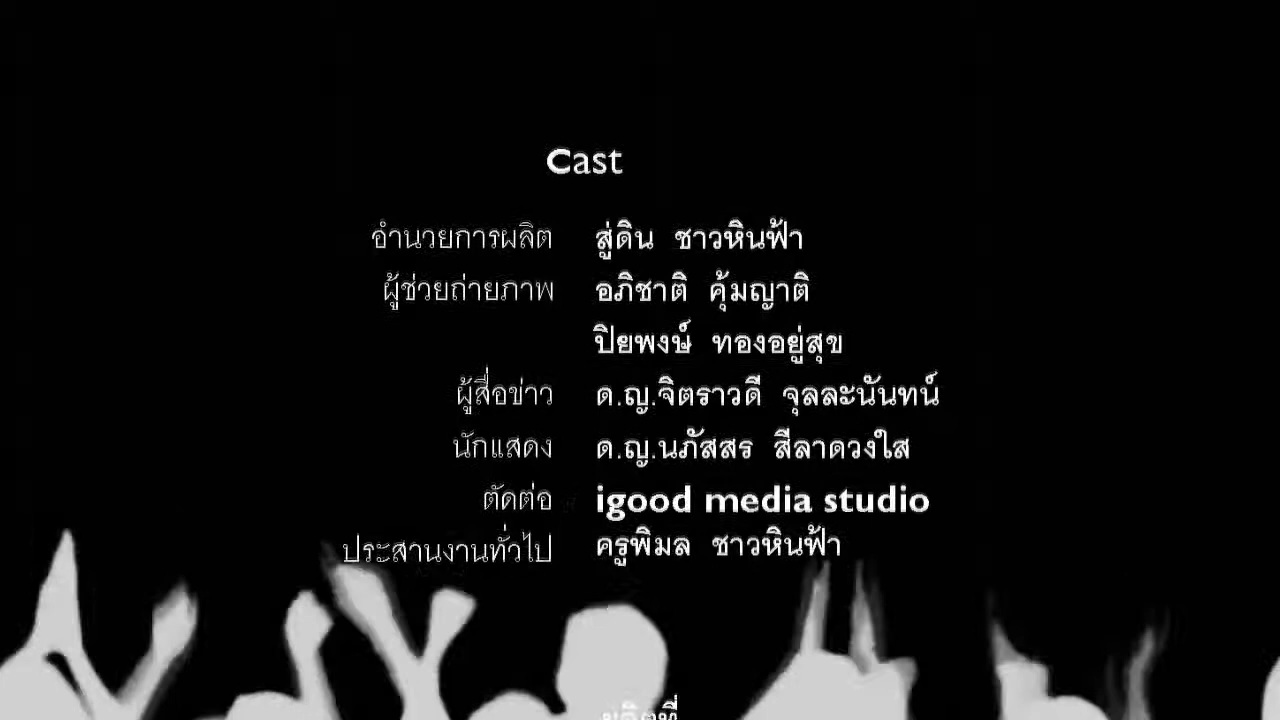 Cast
อำนวยการผลิต สู่ดิน ชาวหินฟ้า
ผู้ช่วยถ่ายภาพ อภิชาติ คุ้มญาติ
ปิยพงษ์ ทองอยู่สุข
ผู้สื่อข่าว ด.ญ.จิตราวดี จุลละนันทน์
นักแสดง ด.ญ.นภัสสร สีลาดวงใส
ตัดต่อ igood media studio
ประสานงานทั่วไป ครูพิมล ชาวหินฟ้า